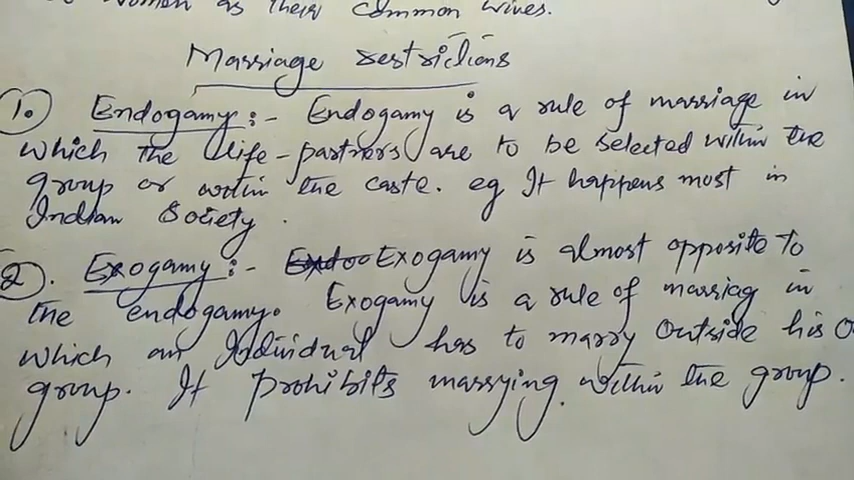 women as their common wives.
Marriage restrictions
1. Endogamy :- Endogamy is a rule of marriage in
which the life-partners are to be selected within the
group or within the caste. eg It happens most in
Indian Society.
2. Exogamy :- Exogamy is almost opposite to
the endogamy. Exogamy is a rule of marriag in
which an Individual has to marry outside his
group. It prohibits marrying within the group.